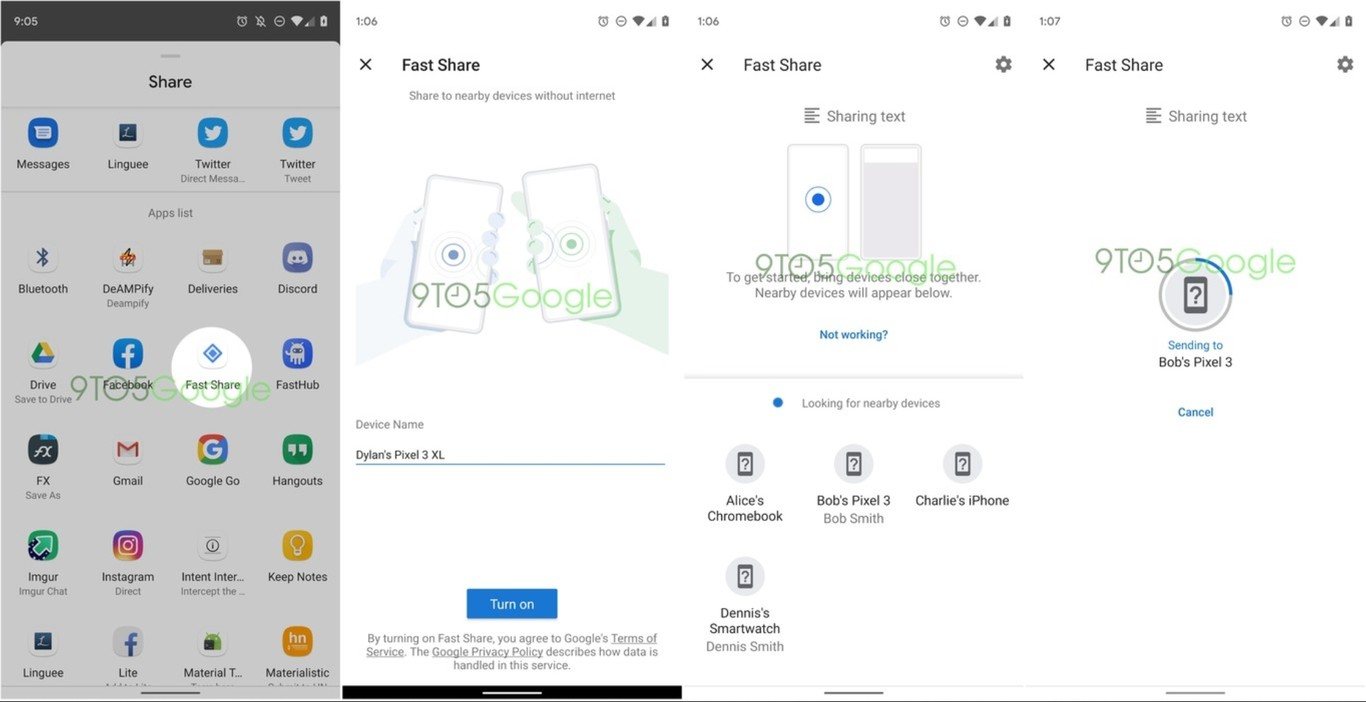 9:05
Share
Messages
Linguee
Twitter
Direct Messa...
Twitter
Tweet
Apps list
Bluetooth
DeAMPify
Deampify
Deliveries
Discord
Drive
Save to Drive
Facebook
Fast Share
FastHub
9TO5Google
FX
Save As
Gmail
Google Go
Hangouts
Imgur
Imgur Chat
Instagram
Direct
Intent Inter...
Intercept the ...
Keep Notes
Linguee
Lite
Material T...
hn
Materialistic
1:06
Fast Share
Share to nearby devices without internet
9TO5Google
Device Name
Dylan's Pixel 3 XL
Turn on
By turning on Fast Share, you agree to Google's Terms of
Service. The Google Privacy Policy describes how data is
handled in this service.
1:06
Fast Share
Sharing text
9TO5Google
To get started, bring devices close together.
Nearby devices will appear below.
Not working?
Looking for nearby devices
Alice's
Chromebook
Bob's Pixel 3
Bob Smith
Charlie's iPhone
Dennis's
Smartwatch
Dennis Smith
1:07
Fast Share
Sharing text
9TO5Google
Sending to
Bob's Pixel 3
Cancel